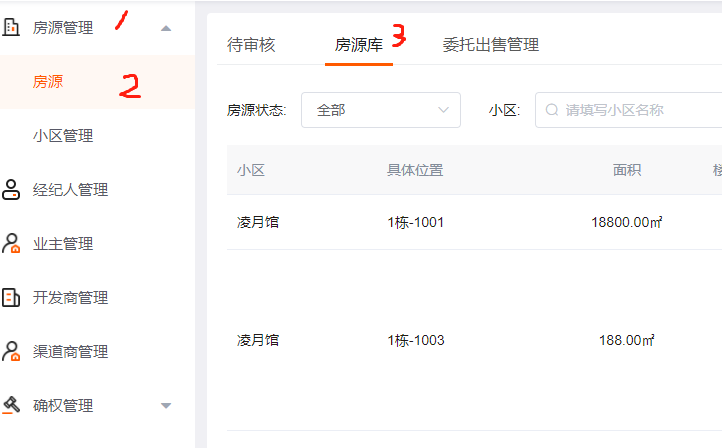 房源管理 1
房源 2
小区管理
经纪人管理
业主管理
开发商管理
渠道商管理
确权管理
待审核 房源库 3 委托出售管理
房源状态: 全部 小区: 请填写小区名称
小区 具体位置 面积
凌月馆 1栋-1001 18800.00㎡
凌月馆 1栋-1003 188.00㎡